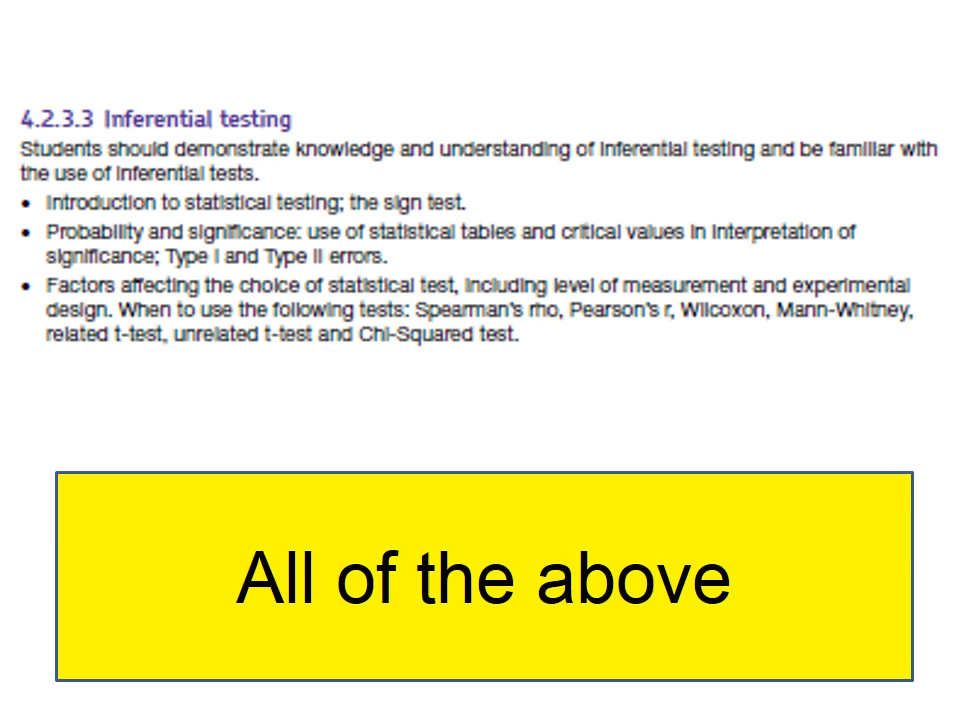 4.2.3.3 Inferential testing
Students should demonstrate knowledge and understanding of inferential testing and be familiar with
the use of inferential tests.
• Introduction to statistical testing; the sign test.
• Probability and significance: use of statistical tables and critical values in interpretation of
significance; Type I and Type II errors.
• Factors affecting the choice of statistical test, including level of measurement and experimental
design. When to use the following tests: Spearman's rho, Pearson's r, Wilcoxon, Mann-Whitney,
related t-test, unrelated t-test and Chi-Squared test.
All of the above